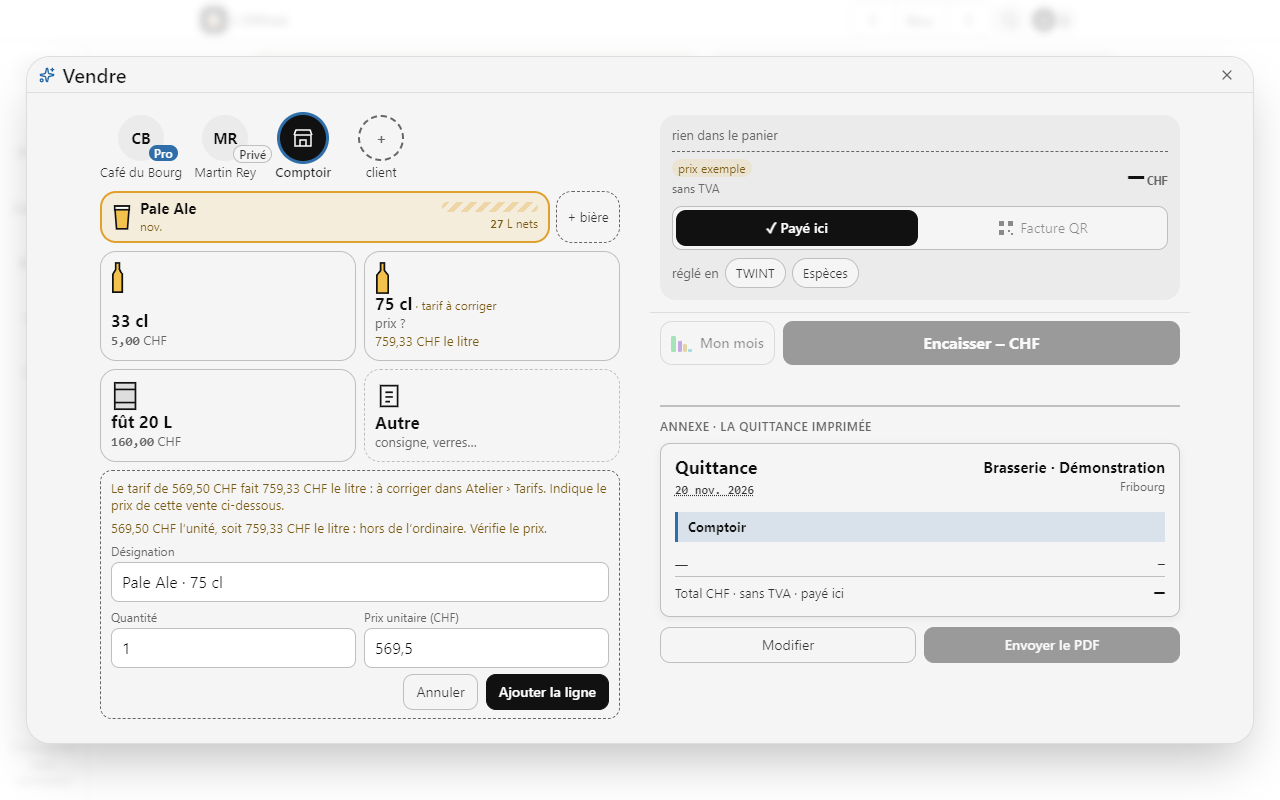 Vendre
CB
Pro
Café du Bourg
MR
Privé
Martin Rey
Comptoir
+
client
Pale Ale
nov.
27 L nets
+ bière
33 cl
5,00 CHF
75 cl · tarif à corriger
prix ?
759,33 CHF le litre
fût 20 L
160,00 CHF
Autre
consigne, verres…
Le tarif de 569,50 CHF fait 759,33 CHF le litre : à corriger dans Atelier › Tarifs. Indique le
prix de cette vente ci-dessous.
569,50 CHF l’unité, soit 759,33 CHF le litre : hors de l’ordinaire. Vérifie le prix.
Désignation
Pale Ale · 75 cl
Quantité
Prix unitaire (CHF)
1
569,5
Annuler
Ajouter la ligne
rien dans le panier
prix exemple
sans TVA
— CHF
✓ Payé ici
Facture QR
réglé en
TWINT
Espèces
Mon mois
Encaisser – CHF
ANNEXE · LA QUITTANCE IMPRIMÉE
Quittance
Brasserie · Démonstration
20 nov. 2026
Fribourg
Comptoir
— –
Total CHF · sans TVA · payé ici –
Modifier
Envoyer le PDF